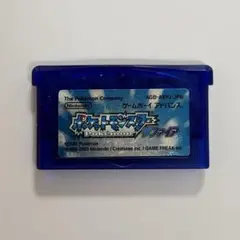 The Pokémon Company
AGB-AXPJ-JPN
Nintendo
ゲームボーイアドバンス
ポケットモンスター
サファイア
©2002 Pokémon
©1995-2002 Nintendo / Creatures inc. / GAME FREAK inc.